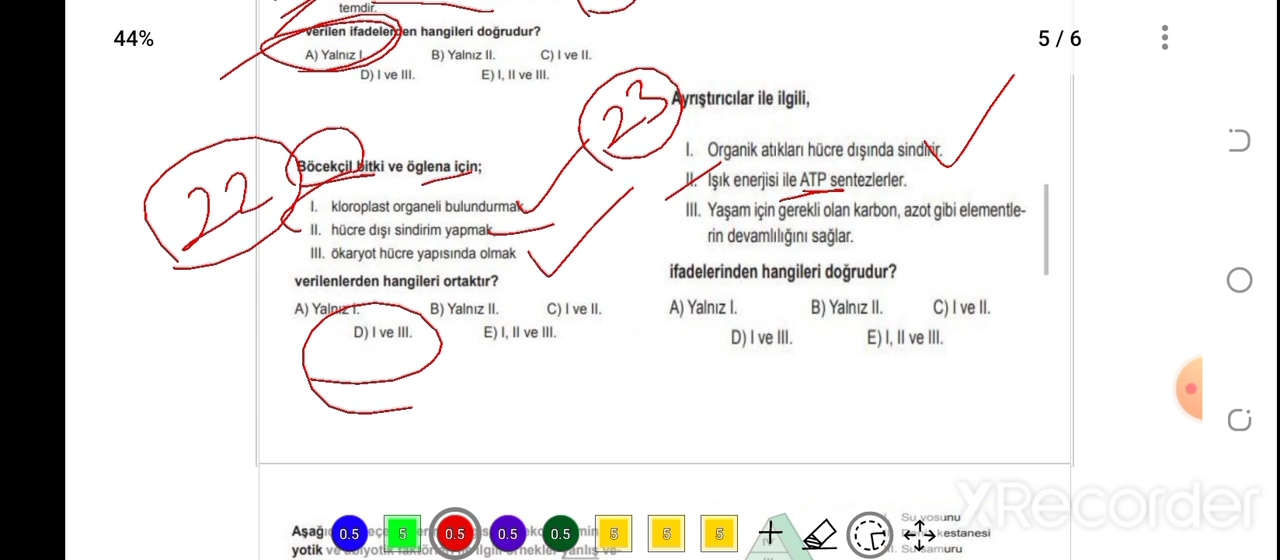 temdir.
44%
5 / 6
verilen ifadelerden hangileri doğrudur?
A) Yalnız I. B) Yalnız II. C) I ve II.
D) I ve III. E) I, II ve III.
22
Böcekçil bitki ve öglena için;
I. kloroplast organeli bulundurmak
II. hücre dışı sindirim yapmak
III. ökaryot hücre yapısında olmak
verilenlerden hangileri ortaktır?
A) Yalnız I. B) Yalnız II. C) I ve II.
D) I ve III. E) I, II ve III.
23
Ayrıştırıcılar ile ilgili,
I. Organik atıkları hücre dışında sindirir.
II. Işık enerjisi ile ATP sentezlerler.
III. Yaşam için gerekli olan karbon, azot gibi elementle-
rin devamlılığını sağlar.
ifadelerinden hangileri doğrudur?
A) Yalnız I. B) Yalnız II. C) I ve II.
D) I ve III. E) I, II ve III.
XRecorder
Su yosunu
kestanesi
Su samuru
yotik ve abiyotik
0.5 5 0.5 0.5 0.5 5 5 5